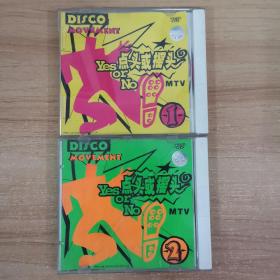 DISCO
MOVEMENT
Yes or No
点头或摇头
MTV
1
DISCO
MOVEMENT
Yes or No
点头或摇头
MTV
2